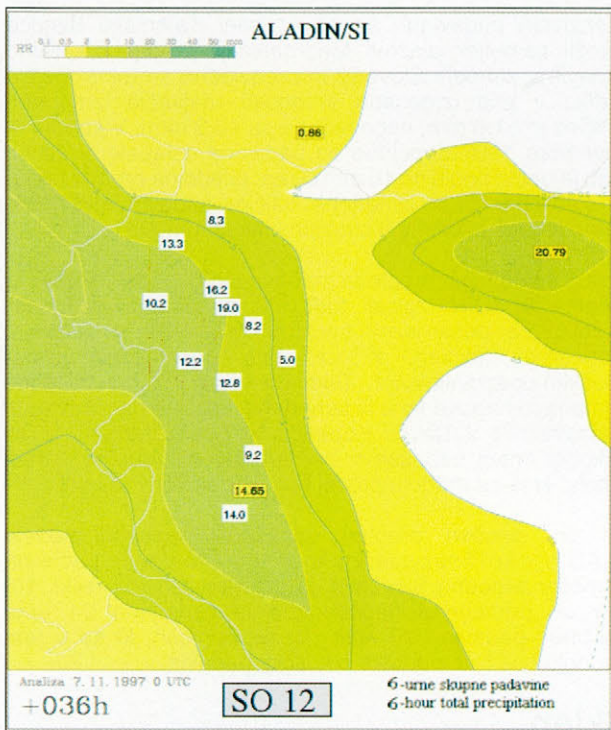 ALADIN/SI
RR 0.1 0.5 2 10 20 40 50 mm
0.86
8.3
13.3
20.79
16.2
10.2
19.0
8.2
12.2
5.0
12.8
9.2
14.65
14.0
Analiza 7.11.1997 0 UTC
+036h
SO 12
6-urne skupne padavine
6-hour total precipitation